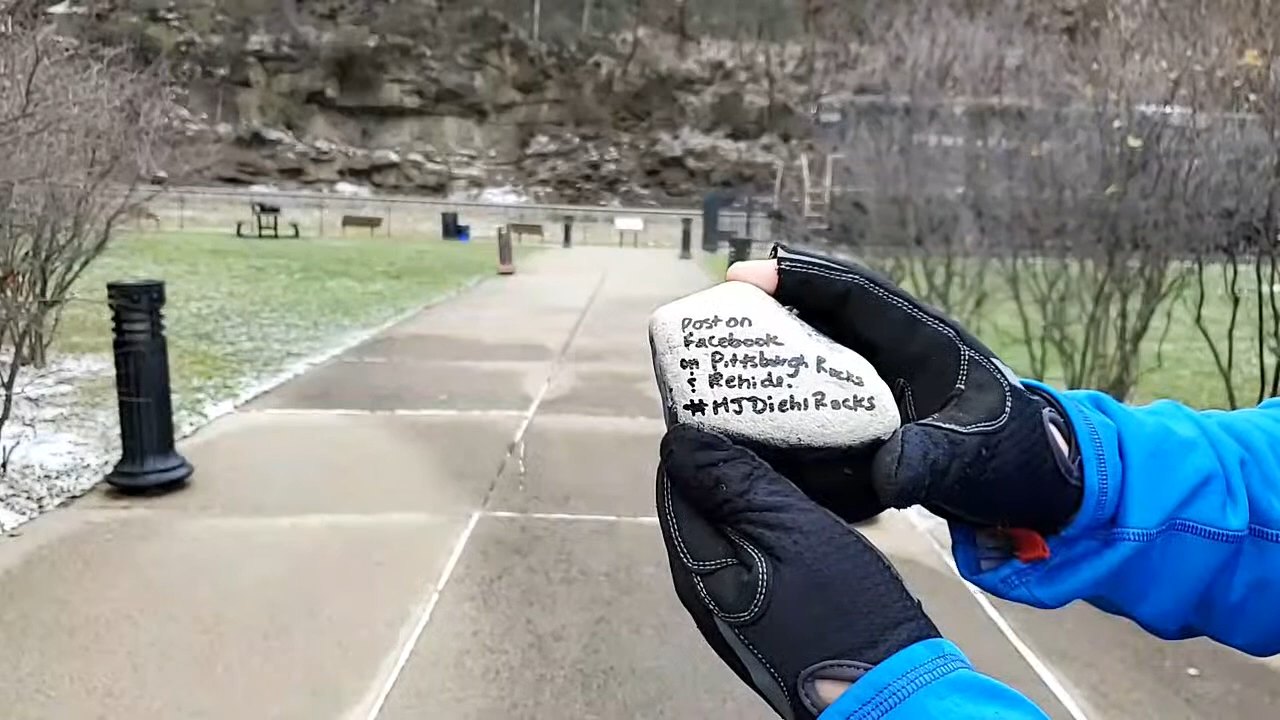 Post on
Facebook
on Pittsburgh Rocks
& Rehide.
#MJDiehlRocks